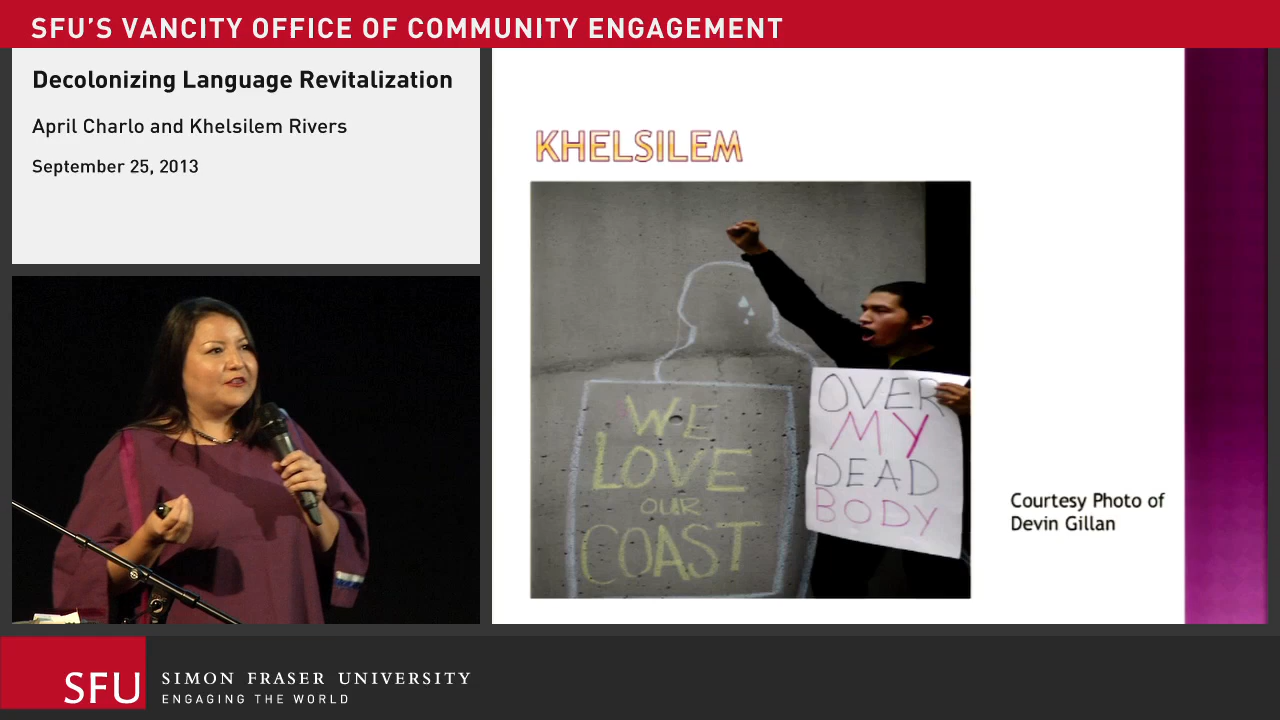 SFU'S VANCITY OFFICE OF COMMUNITY ENGAGEMENT
Decolonizing Language Revitalization
April Charlo and Khelsilem Rivers
September 25, 2013
KHELSILEM
WE
LOVE
OUR
COAST
OVER
MY
DEAD
BODY
Courtesy Photo of
Devin Gillan
SFU
SIMON FRASER UNIVERSITY
ENGAGING THE WORLD